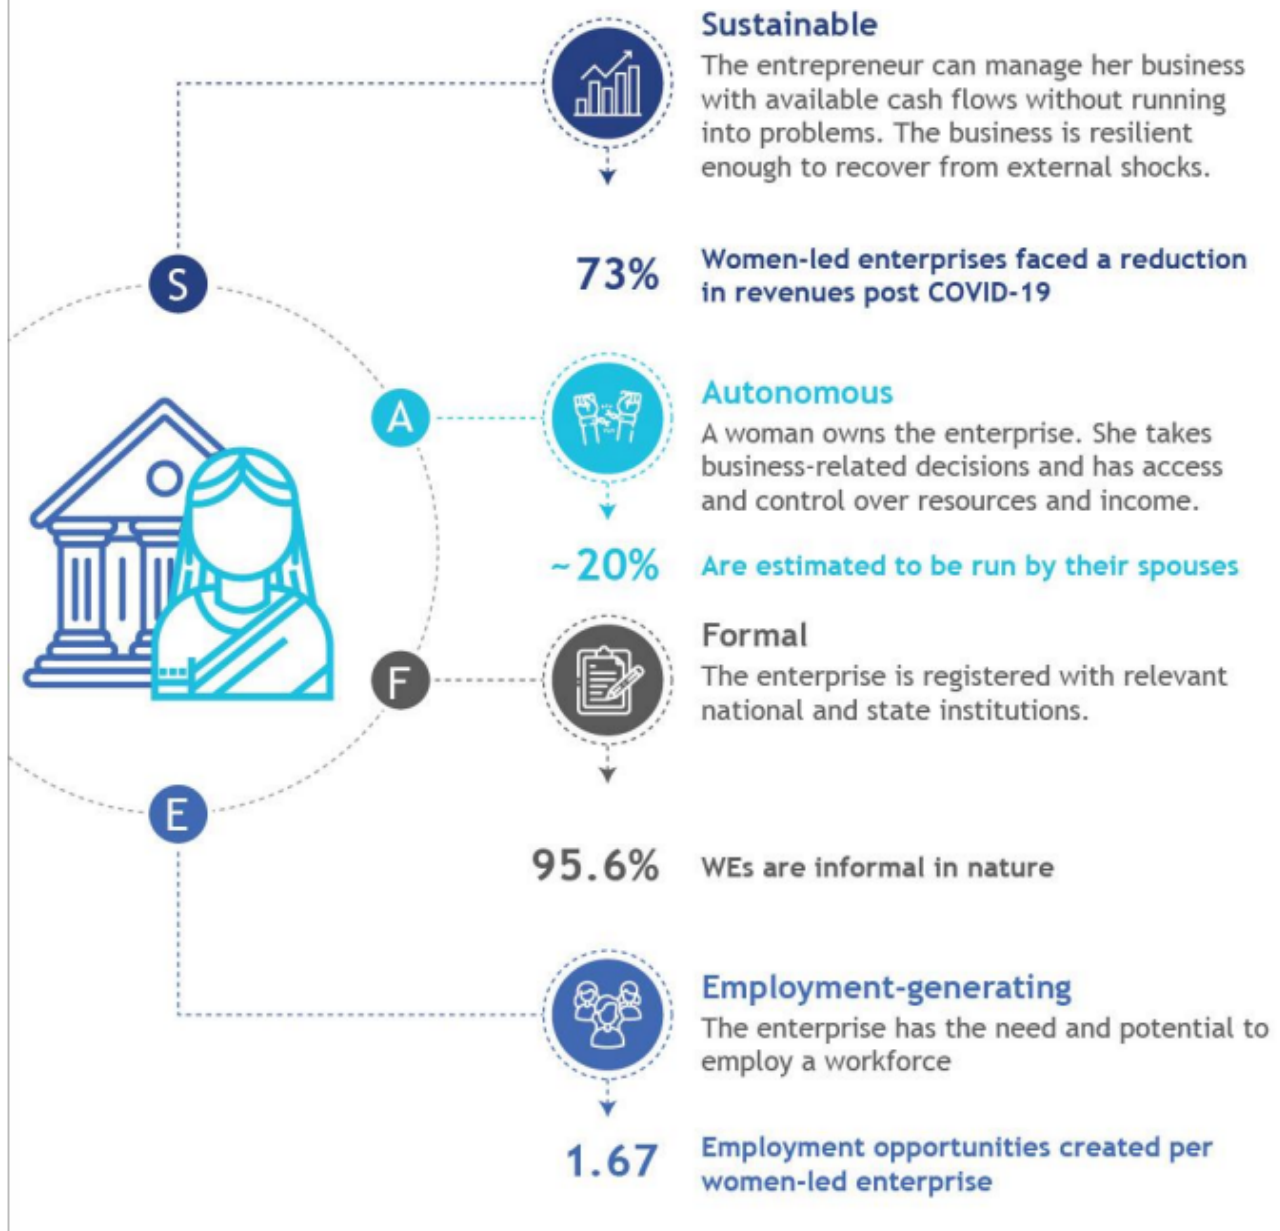 Sustainable
The entrepreneur can manage her business
with available cash flows without running
into problems. The business is resilient
enough to recover from external shocks.
73%
Women-led enterprises faced a reduction
in revenues post COVID-19
S
Autonomous
A woman owns the enterprise. She takes
business-related decisions and has access
and control over resources and income.
A
~20%
Are estimated to be run by their spouses
Formal
The enterprise is registered with relevant
national and state institutions.
F
95.6%
WEs are informal in nature
E
Employment-generating
The enterprise has the need and potential to
employ a workforce
1.67
Employment opportunities created per
women-led enterprise